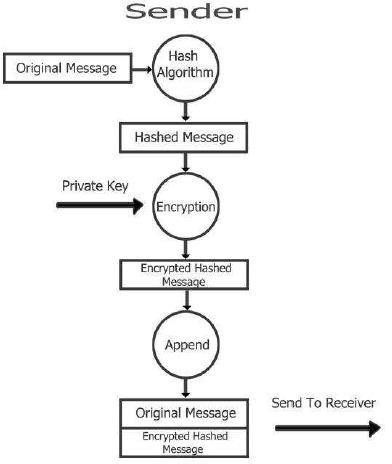 Sender
Hash
Algorithm
Original Message
Hashed Message
Private Key
Encryption
Encrypted Hashed
Message
Append
Original Message
Encrypted Hashed
Message
Send To Receiver